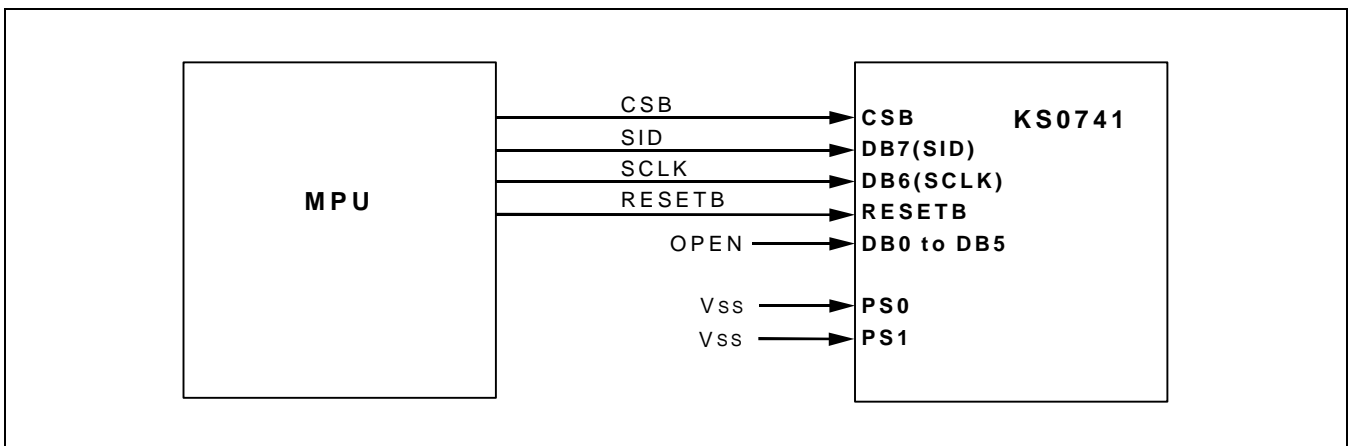 MPU
CSB
SID
SCLK
RESETB
OPEN
Vss
Vss
KS0741
CSB
DB7(SID)
DB6(SCLK)
RESETB
DB0 to DB5
PS0
PS1